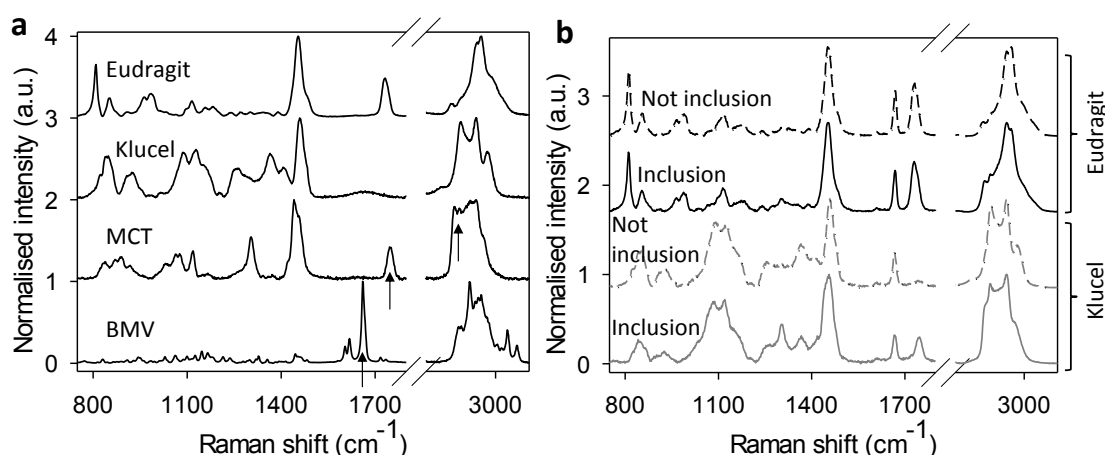 a
4
3
2
1
0
Normalised intensity (a.u.)
Eudragit
Klucel
MCT
BMV
800 1100 1400 1700 3000
Raman shift (cm-1)
b
3
2
1
0
Normalised intensity (a.u.)
Not inclusion
Inclusion
Not
inclusion
Inclusion
Eudragit
Klucel
800 1100 1400 1700 3000
Raman shift (cm-1)